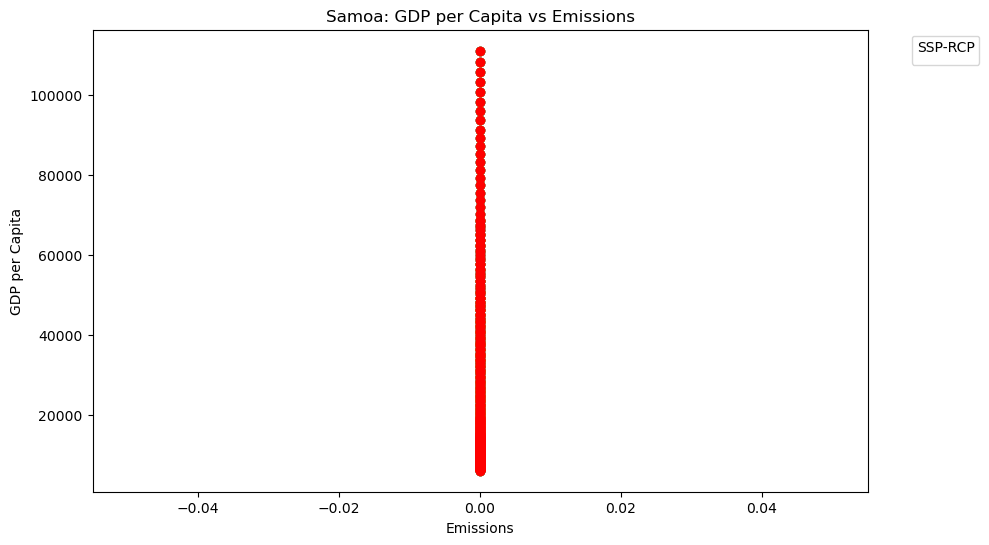 Samoa: GDP per Capita vs Emissions
SSP-RCP
GDP per Capita
100000
80000
60000
40000
20000
−0.04
−0.02
0.00
0.02
0.04
Emissions